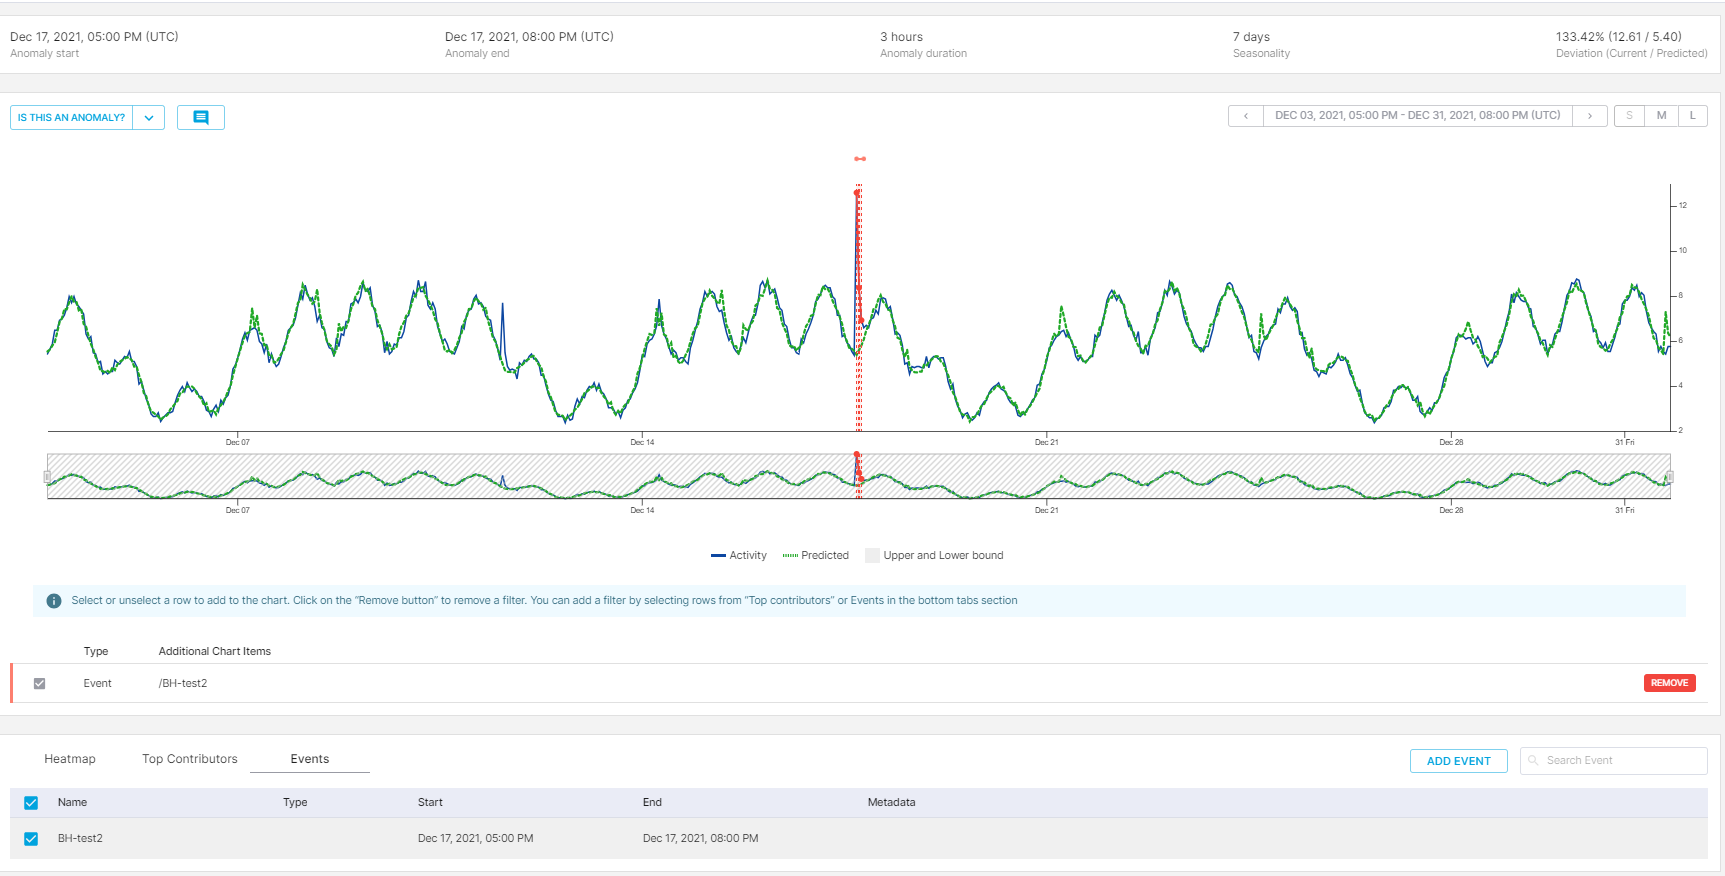 Dec 17, 2021, 05:00 PM (UTC) Dec 17, 2021, 08:00 PM (UTC) 3 hours 7 days 133.42% (12.61 / 5.40)
Anomaly start Anomaly end Anomaly duration Seasonality Deviation (Current / Predicted)
IS THIS AN ANOMALY? DEC 03, 2021, 05:00 PM - DEC 31, 2021, 08:00 PM (UTC) S M L
12
10
8
6
4
2
Dec 07 Dec 14 Dec 21 Dec 28 31 Fri
Dec 07 Dec 14 Dec 21 Dec 28 31 Fri
Activity Predicted Upper and Lower bound
Select or unselect a row to add to the chart. Click on the "Remove button" to remove a filter. You can add a filter by selecting rows from "Top contributors" or Events in the bottom tabs section
Type Additional Chart Items
Event /BH-test2 REMOVE
Heatmap Top Contributors Events ADD EVENT Search Event
Name Type Start End Metadata
BH-test2 Dec 17, 2021, 05:00 PM Dec 17, 2021, 08:00 PM